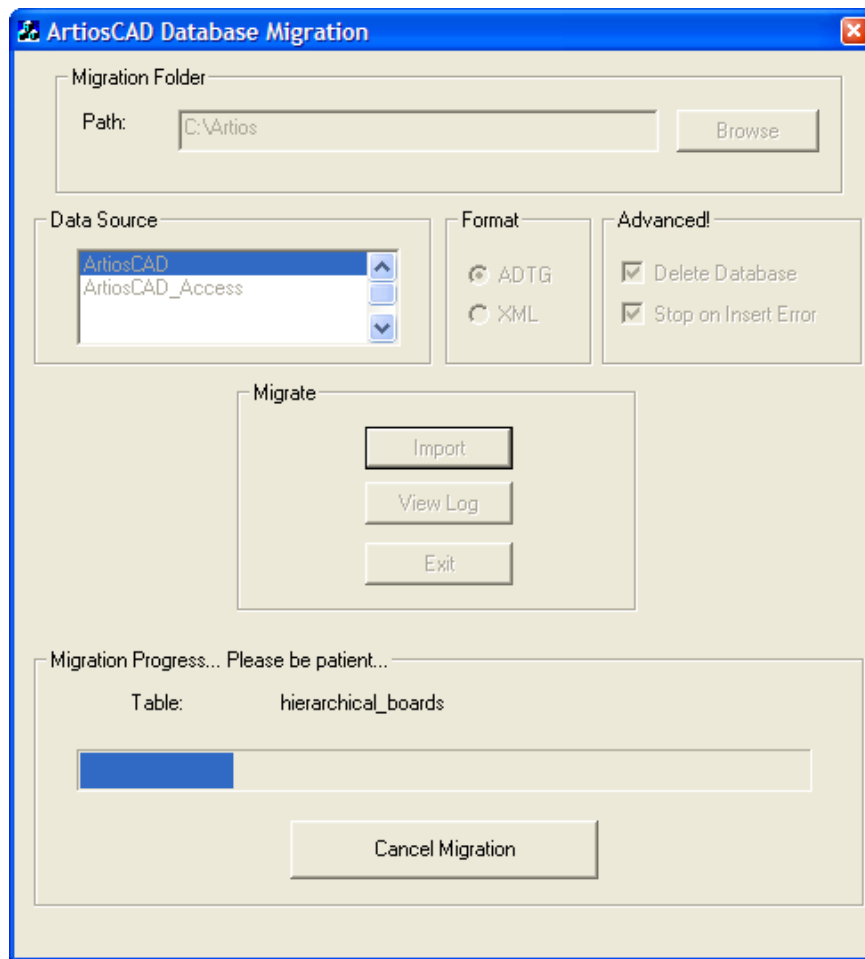 ArtiosCAD Database Migration
Migration Folder
Path:
C:\Artios
Browse
Data Source
ArtiosCAD
ArtiosCAD_Access
Format
ADTG
XML
Advanced!
Delete Database
Stop on Insert Error
Migrate
Import
View Log
Exit
Migration Progress... Please be patient...
Table: hierarchical_boards
Cancel Migration